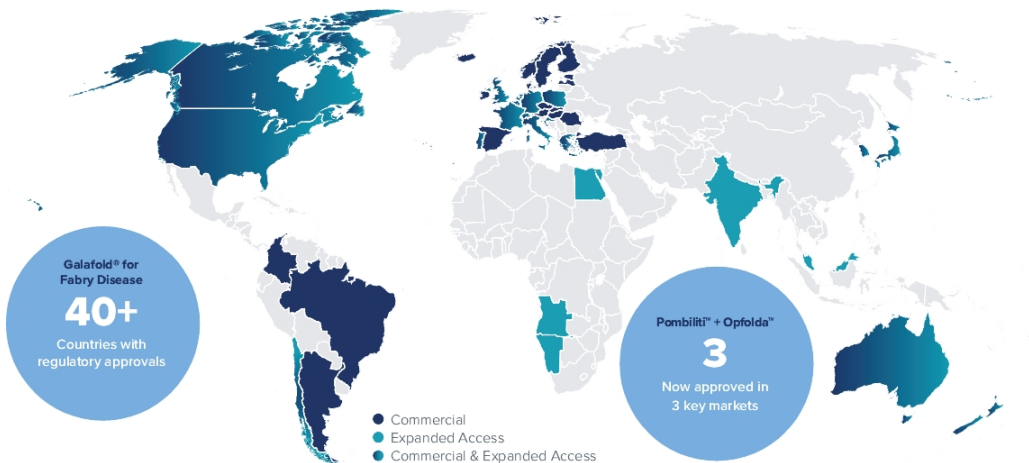 Galafold® for
Fabry Disease
40+
Countries with
regulatory approvals
Pombiliti™ + Opfolda™
3
Now approved in
3 key markets
Commercial
Expanded Access
Commercial & Expanded Access